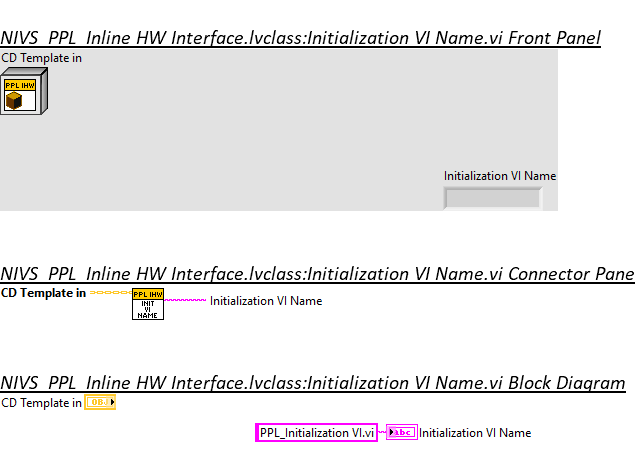 NIVS_PPL_Inline HW Interface.lvclass:Initialization VI Name.vi Front Panel
CD Template in
PPL IHW
Initialization VI Name
NIVS_PPL_Inline HW Interface.lvclass:Initialization VI Name.vi Connector Pane
CD Template in
PPL IHW
INIT
VI
NAME
Initialization VI Name
NIVS_PPL_Inline HW Interface.lvclass:Initialization VI Name.vi Block Diagram
CD Template in OBJ
PPL_Initialization VI.vi abc Initialization VI Name